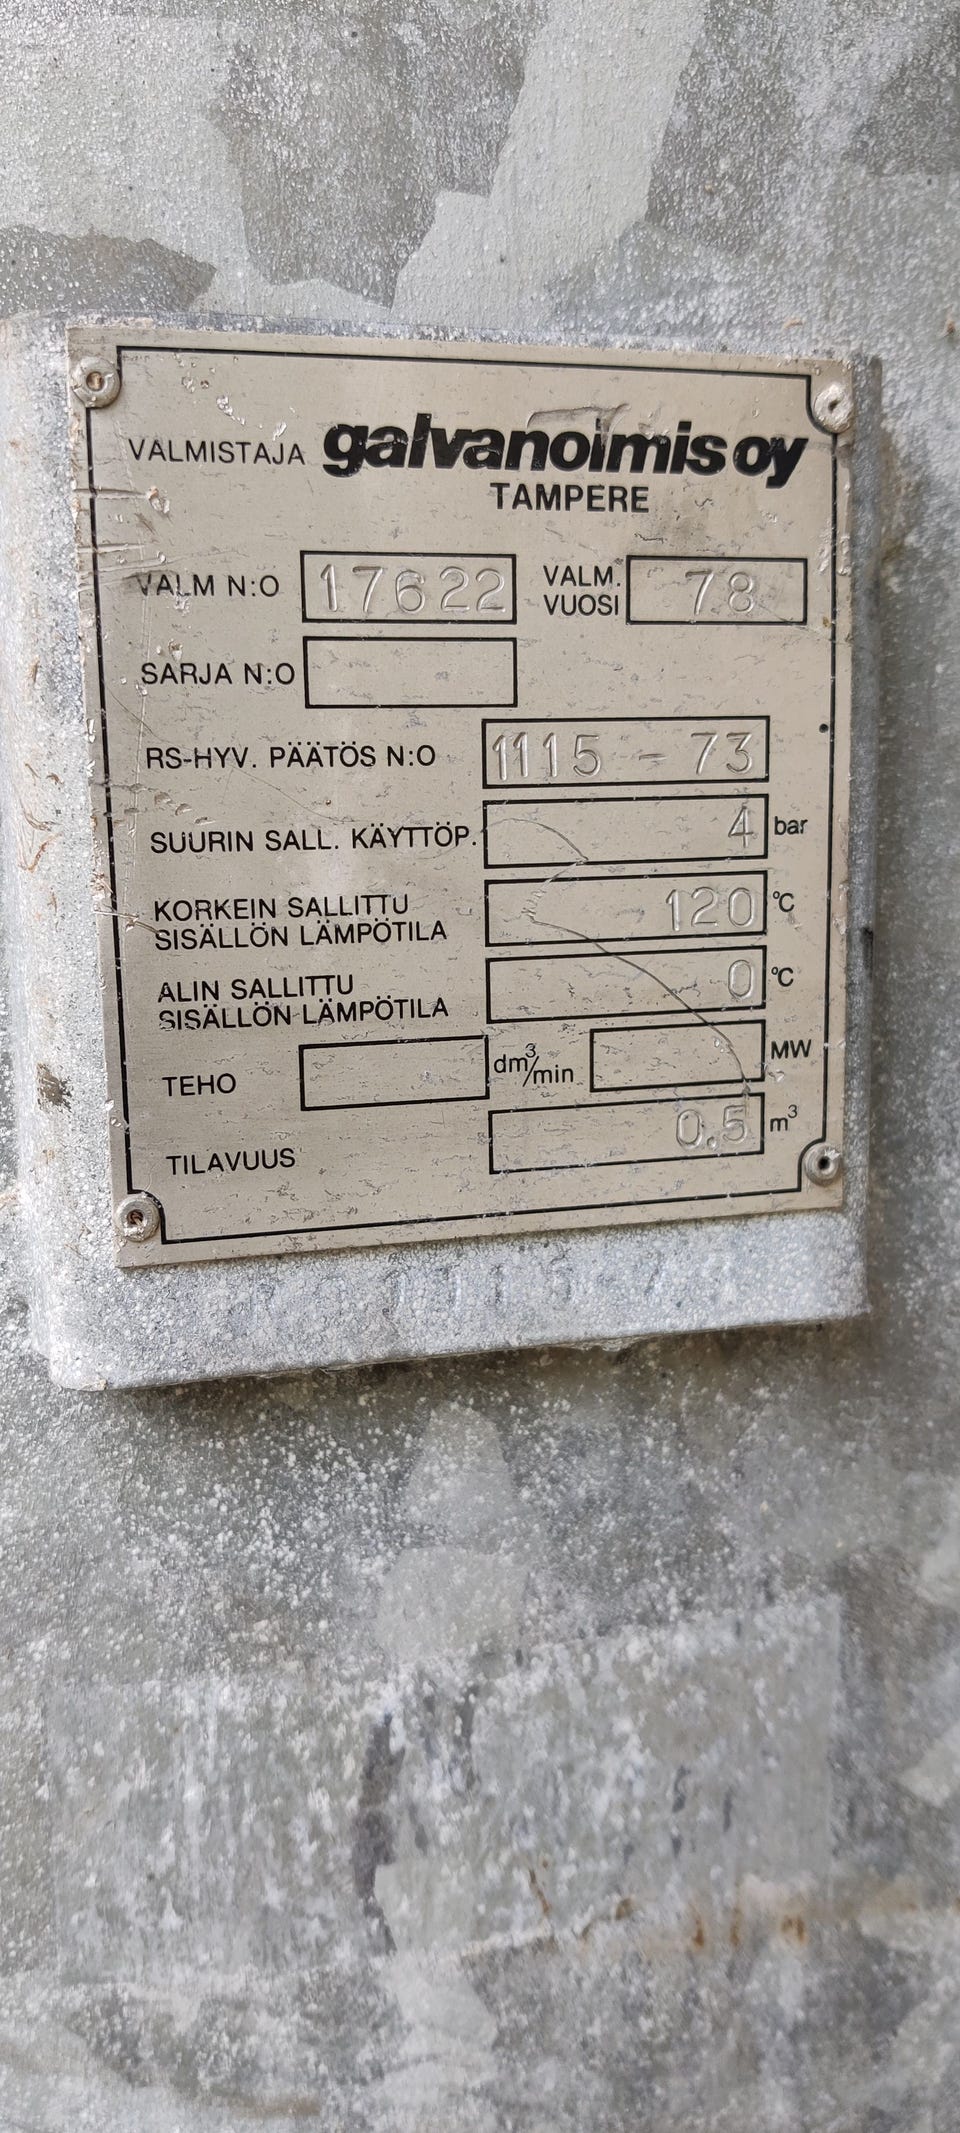 VALMISTAJA galvanoimis oy
TAMPERE
VALM N:O 17622 VALM. VUOSI 78
SARJA N:O
RS-HYV. PÄÄTÖS N:O 1115 - 73
SUURIN SALL. KÄYTTÖP. 4 bar
KORKEIN SALLITTU
SISÄLLÖN LÄMPÖTILA 120 °C
ALIN SALLITTU
SISÄLLÖN LÄMPÖTILA 0 °C
TEHO dm³/min MW
TILAVUUS 0.5 m³